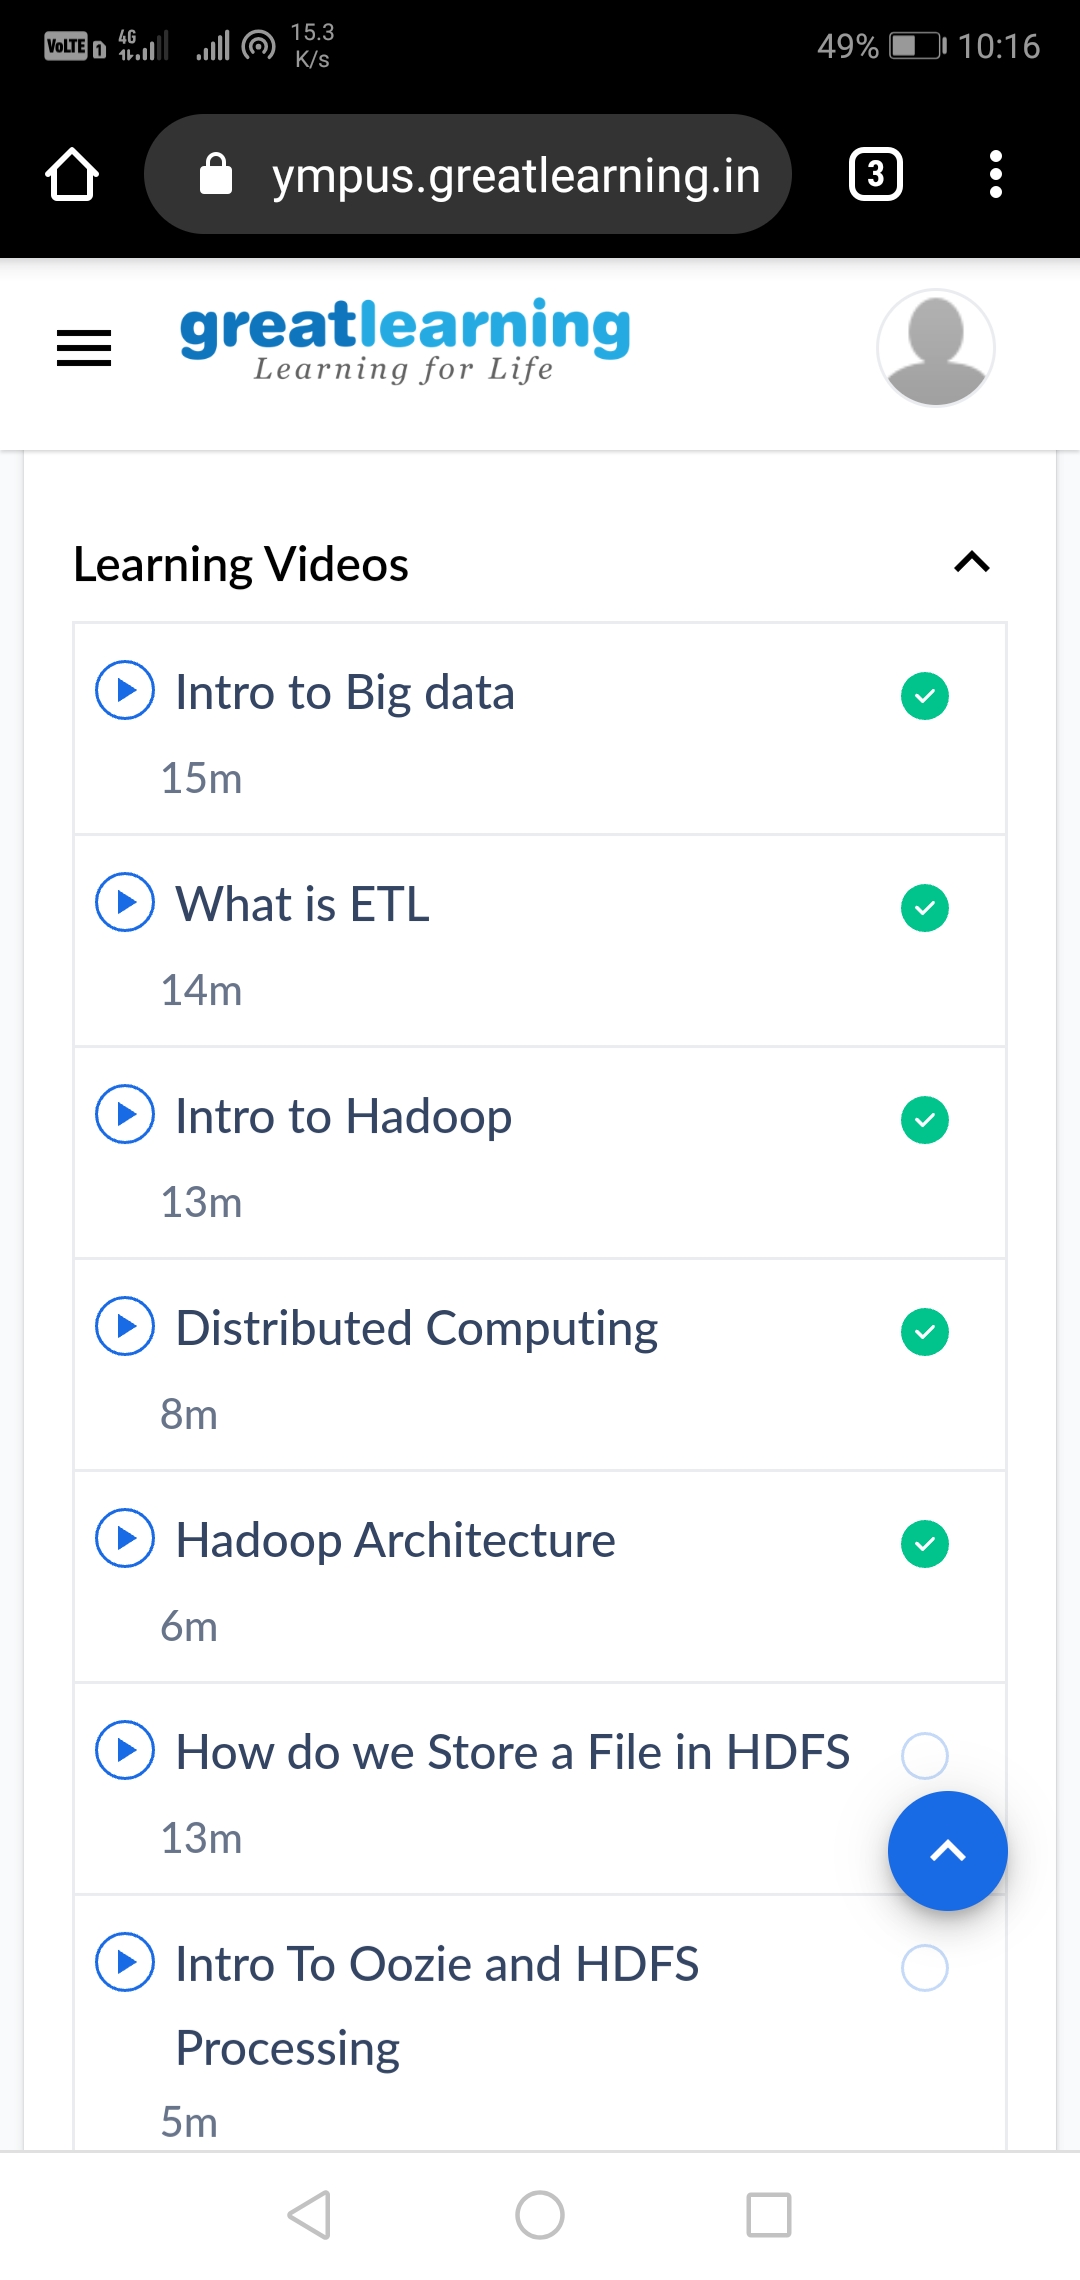 VoLTE 1 4G 15.3 K/s 49% 10:16
ympus.greatlearning.in 3
greatlearning
Learning for Life
Learning Videos
Intro to Big data
15m
What is ETL
14m
Intro to Hadoop
13m
Distributed Computing
8m
Hadoop Architecture
6m
How do we Store a File in HDFS
13m
Intro To Oozie and HDFS
Processing
5m